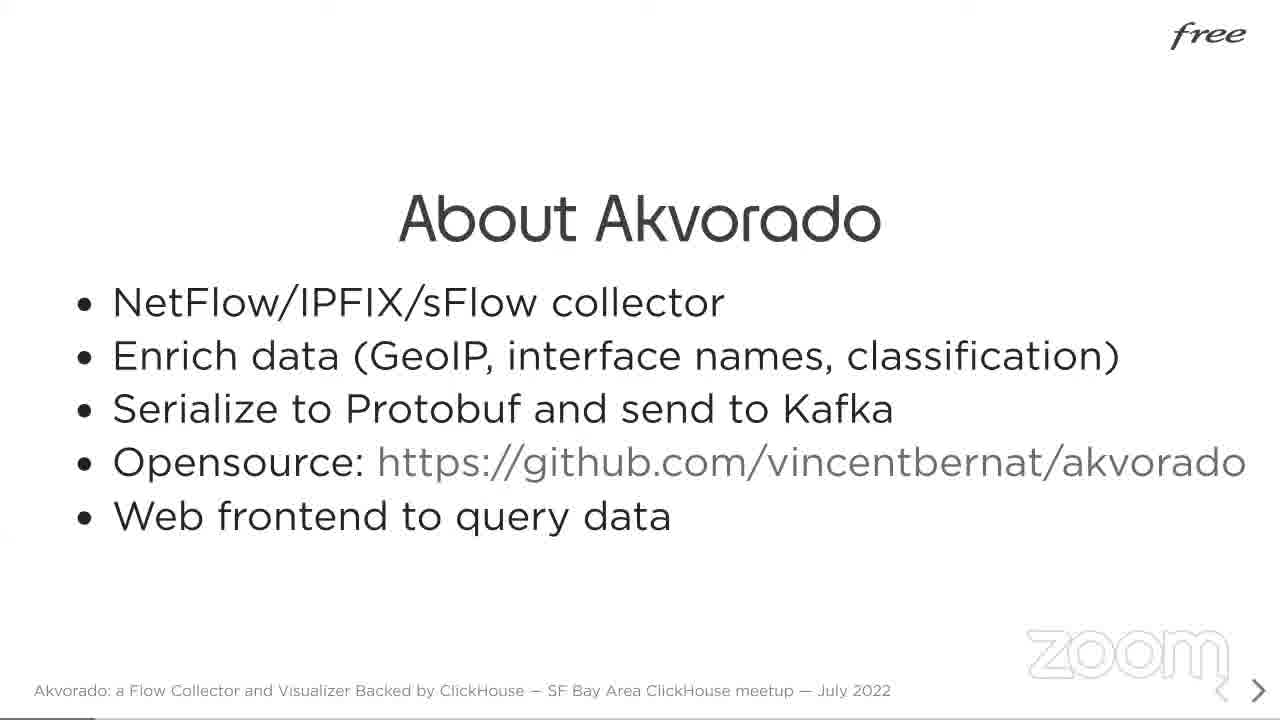 free
About Akvorado
• NetFlow/IPFIX/sFlow collector
• Enrich data (GeoIP, interface names, classification)
• Serialize to Protobuf and send to Kafka
• Opensource: https://github.com/vincentbernat/akvorado
• Web frontend to query data
zoom
Akvorado: a Flow Collector and Visualizer Backed by ClickHouse — SF Bay Area ClickHouse meetup — July 2022